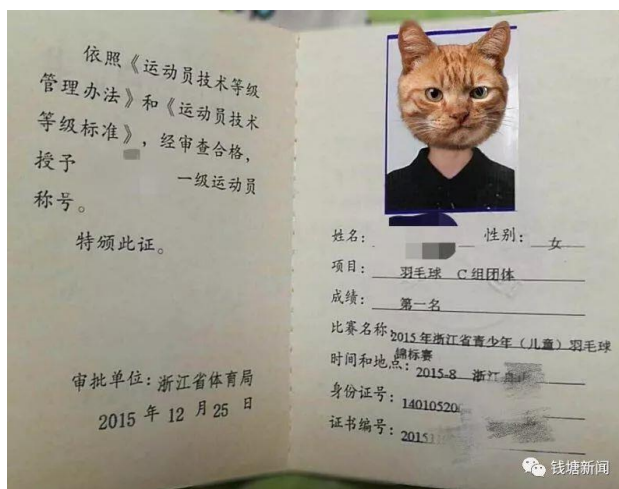 依照《运动员技术等级
管理办法》和《运动员技术
等级标准》，经审查合格，
授予 一级运动员
称号。
特颁此证。
审批单位：浙江省体育局
2015 年 12 月 25 日
姓名： 性别： 女
项目： 羽毛球 C组团体
成绩： 第一名
比赛名称：2015年浙江省青少年（儿童）羽毛球
锦标赛
时间和地点：2015-8 浙江
身份证号：
证书编号：
钱塘新闻